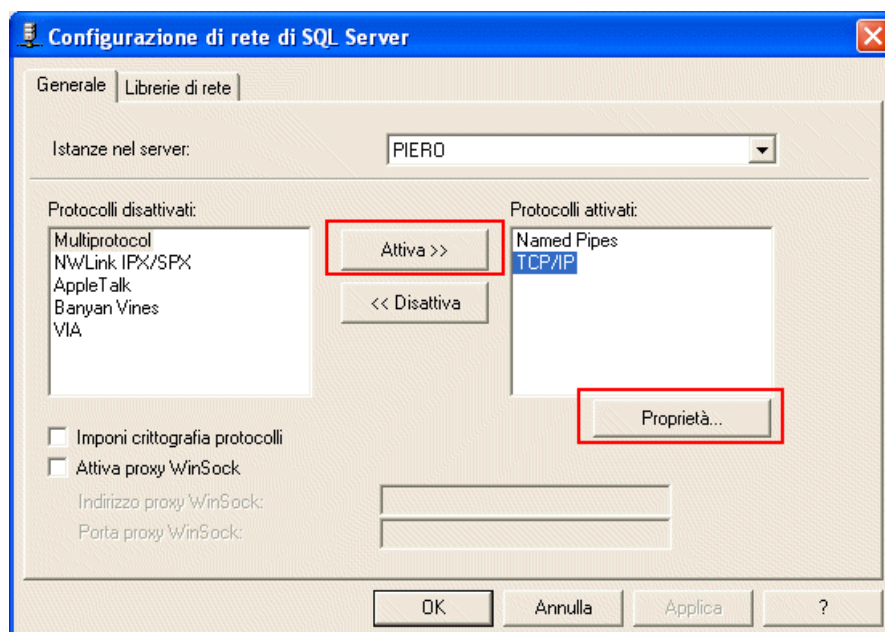 Configurazione di rete di SQL Server
Generale
Librerie di rete
Istanze nel server:
PIERO
Protocolli disattivati:
Multiprotocol
NWLink IPX/SPX
AppleTalk
Banyan Vines
VIA
Attiva >>
<< Disattiva
Protocolli attivati:
Named Pipes
TCP/IP
Proprietà...
Imponi crittografia protocolli
Attiva proxy WinSock
Indirizzo proxy WinSock:
Porta proxy WinSock:
OK
Annulla
Applica
?